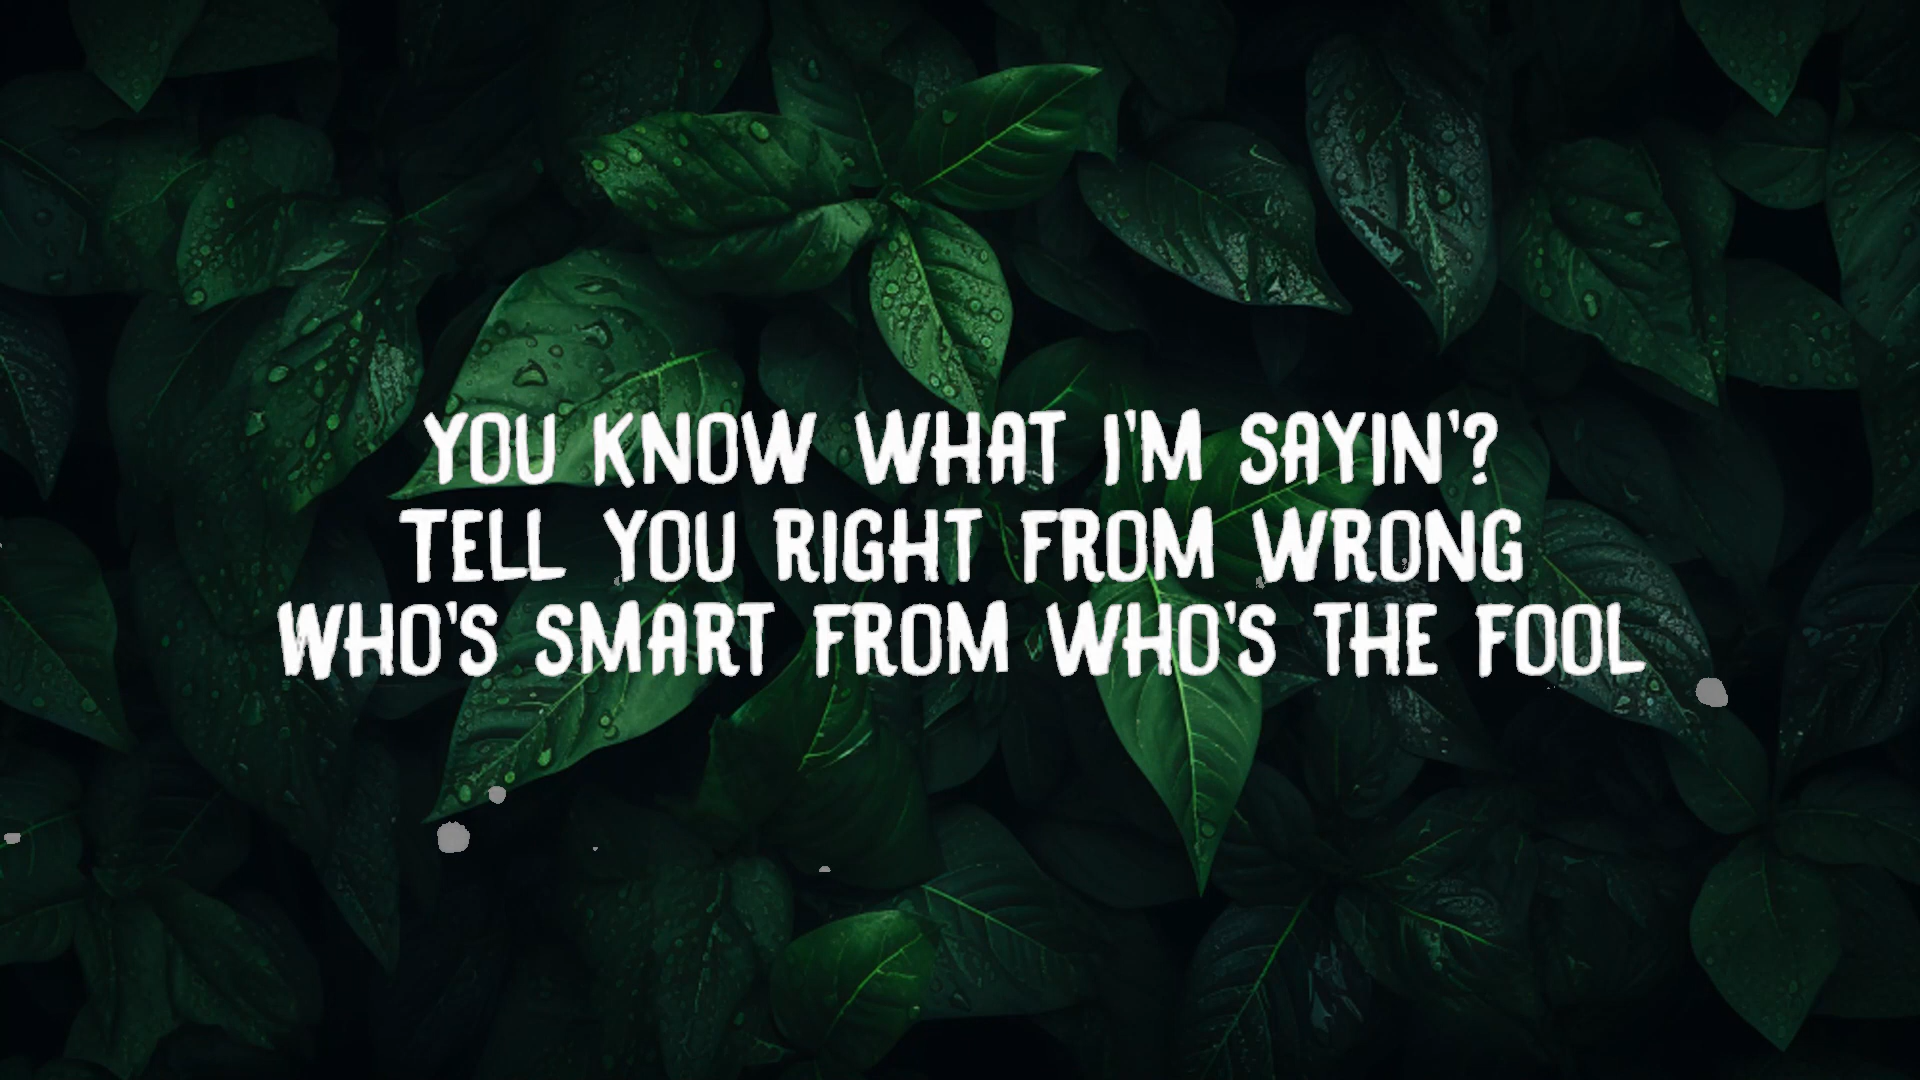 YOU KNOW WHAT I'M SAYIN'?
TELL YOU RIGHT FROM WRONG
WHO'S SMART FROM WHO'S THE FOOL